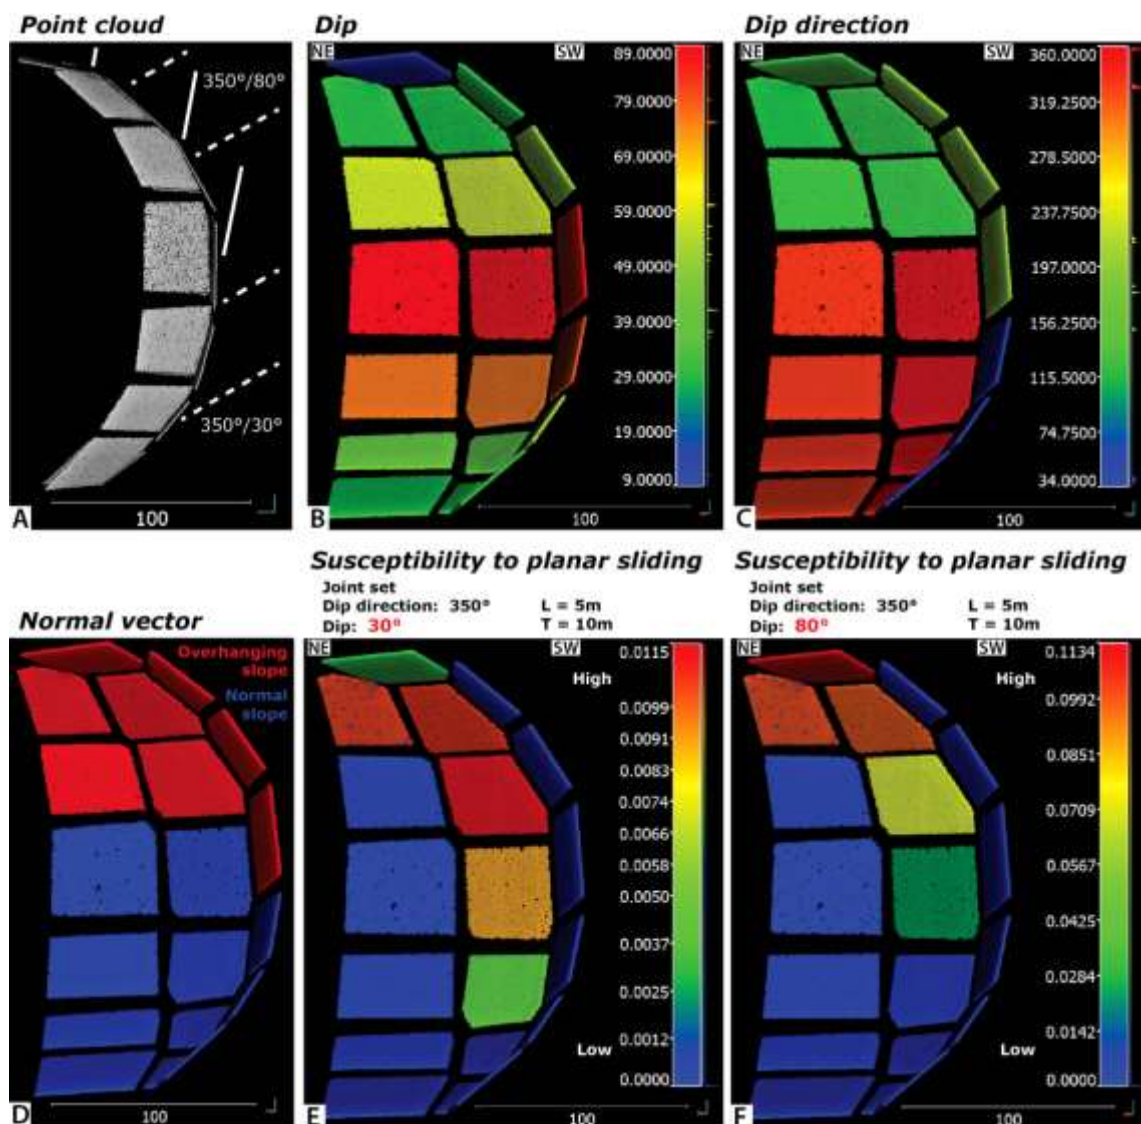 Point cloud
350°/80°
350°/30°
A
100
Dip
NE
SW
89.0000
79.0000
69.0000
59.0000
49.0000
39.0000
29.0000
19.0000
9.0000
B
100
Dip direction
NE
SW
360.0000
319.2500
278.5000
237.7500
197.0000
156.2500
115.5000
74.7500
34.0000
C
100
Normal vector
Overhanging
slope
Normal
slope
D
100
Susceptibility to planar sliding
Joint set
Dip direction: 350° L = 5m
Dip: 30° T = 10m
NE
SW
High
0.0115
0.0099
0.0091
0.0083
0.0074
0.0066
0.0058
0.0050
0.0037
0.0025
0.0012
0.0000
Low
E
100
Susceptibility to planar sliding
Joint set
Dip direction: 350° L = 5m
Dip: 80° T = 10m
NE
SW
High
0.1134
0.0992
0.0851
0.0709
0.0567
0.0425
0.0284
0.0142
0.0000
Low
F
100